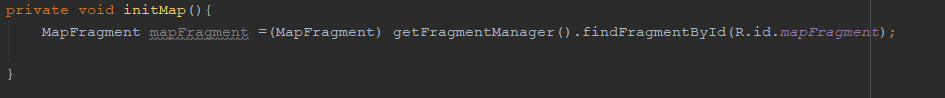 private void initMap(){
MapFragment mapFragment =(MapFragment) getFragmentManager().findFragmentById(R.id.mapFragment);
}